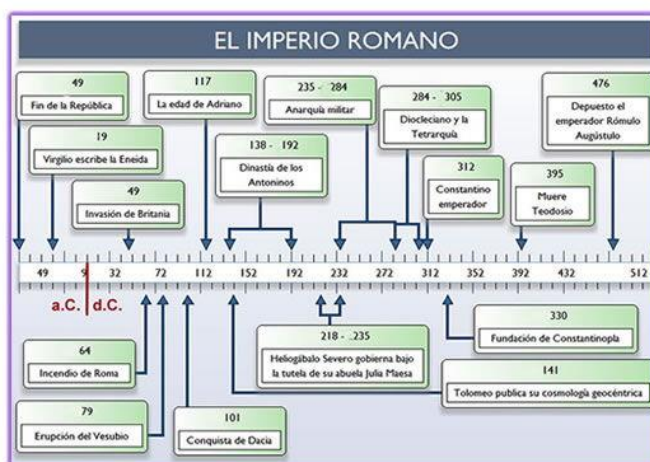 EL IMPERIO ROMANO
49
Fin de la República
19
Virgilio escribe la Eneida
49
Invasión de Britania
117
La edad de Adriano
138 - 192
Dinastía de los
Antoninos
235 - 284
Anarquía militar
284 - 305
Diocleciano y la
Tetrarquía
312
Constantino
emperador
395
Muere
Teodosio
476
Depuesto el
emperador Rómulo
Augústulo
49 9 32 72 112 152 192 232 272 312 352 392 432 512
a.C. d.C.
64
Incendio de Roma
79
Erupción del Vesubio
101
Conquista de Dacia
218 - .235
Heliogábalo Severo gobierna bajo
la tutela de su abuela Julia Maesa
330
Fundación de Constantinopla
141
Tolomeo publica su cosmología geocéntrica